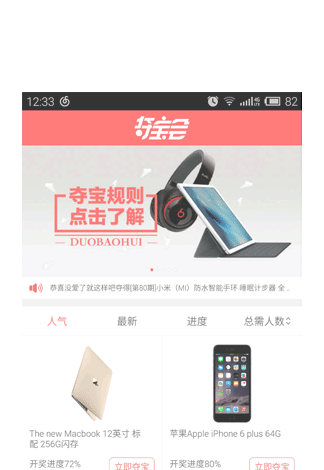 12:33
82
夺宝会
夺宝规则
点击了解
DUOBAOHUI
恭喜没爱了就这样吧夺得[第80期]小米（MI）防水智能手环 睡眠计步器 全 ..
人气 最新 进度 总需人数
The new Macbook 12英寸 标
配 256G闪存
开奖进度72%
立即夺宝
苹果Apple iPhone 6 plus 64G
开奖进度80%
立即夺宝